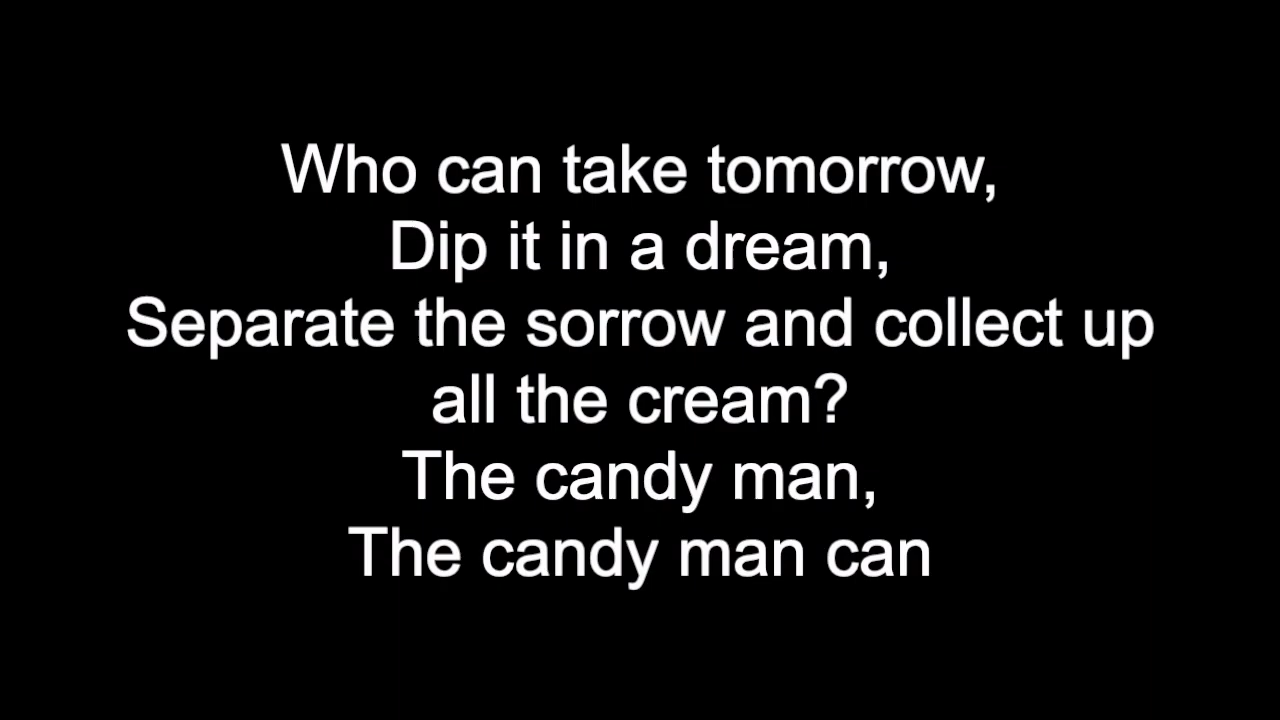 Who can take tomorrow,
Dip it in a dream,
Separate the sorrow and collect up
all the cream?
The candy man,
The candy man can